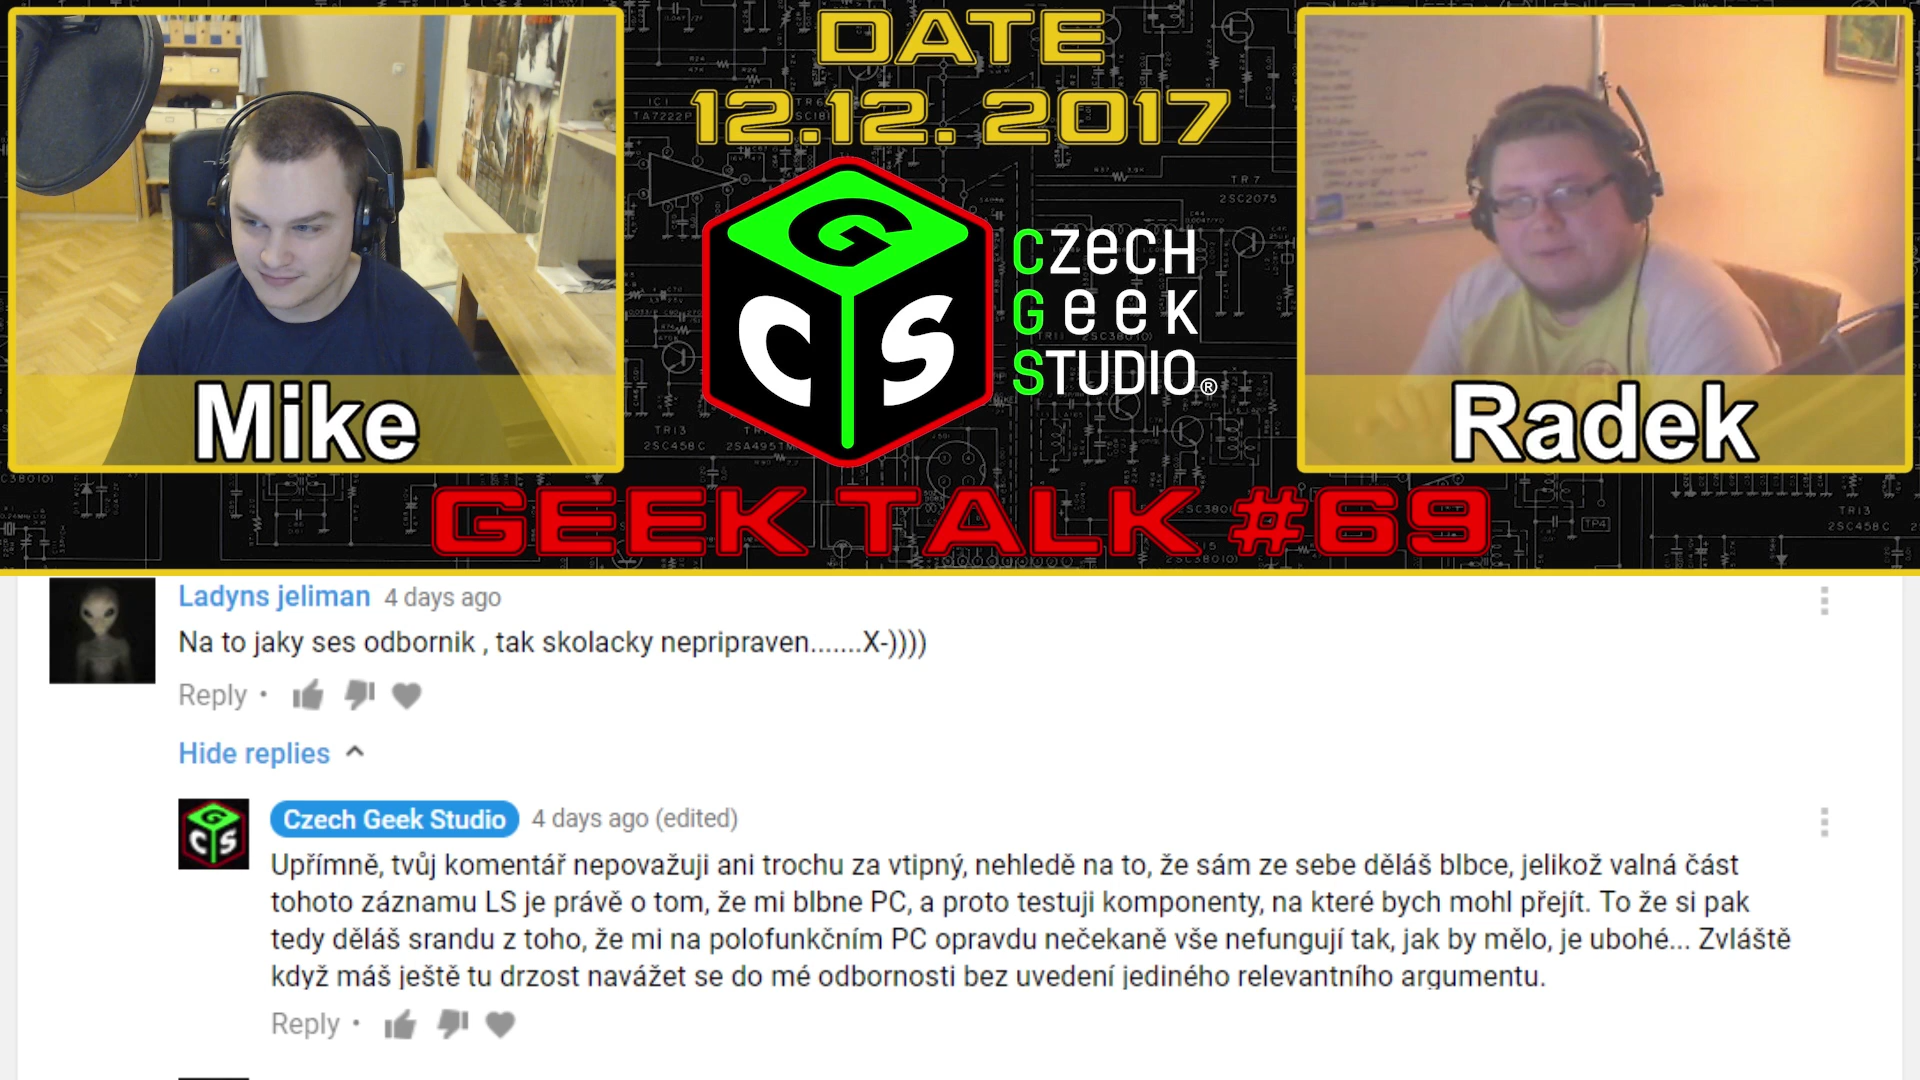 DATE
12.12. 2017
Mike
G
C S
CZeCH
GeeK
STUDIO®
Radek
GEEK TALK #69
Ladyns jeliman 4 days ago
Na to jaky ses odbornik , tak skolacky nepripraven.......X-))))
Reply •
Hide replies
G
C S
Czech Geek Studio 4 days ago (edited)
Upřímně, tvůj komentář nepovažuji ani trochu za vtipný, nehledě na to, že sám ze sebe děláš blbce, jelikož valná část
tohoto záznamu LS je právě o tom, že mi blbne PC, a proto testuji komponenty, na které bych mohl přejít. To že si pak
tedy děláš srandu z toho, že mi na polofunkčním PC opravdu nečekaně vše nefungují tak, jak by mělo, je ubohé... Zvláště
když máš ještě tu drzost navážet se do mé odbornosti bez uvedení jediného relevantního argumentu.
Reply •